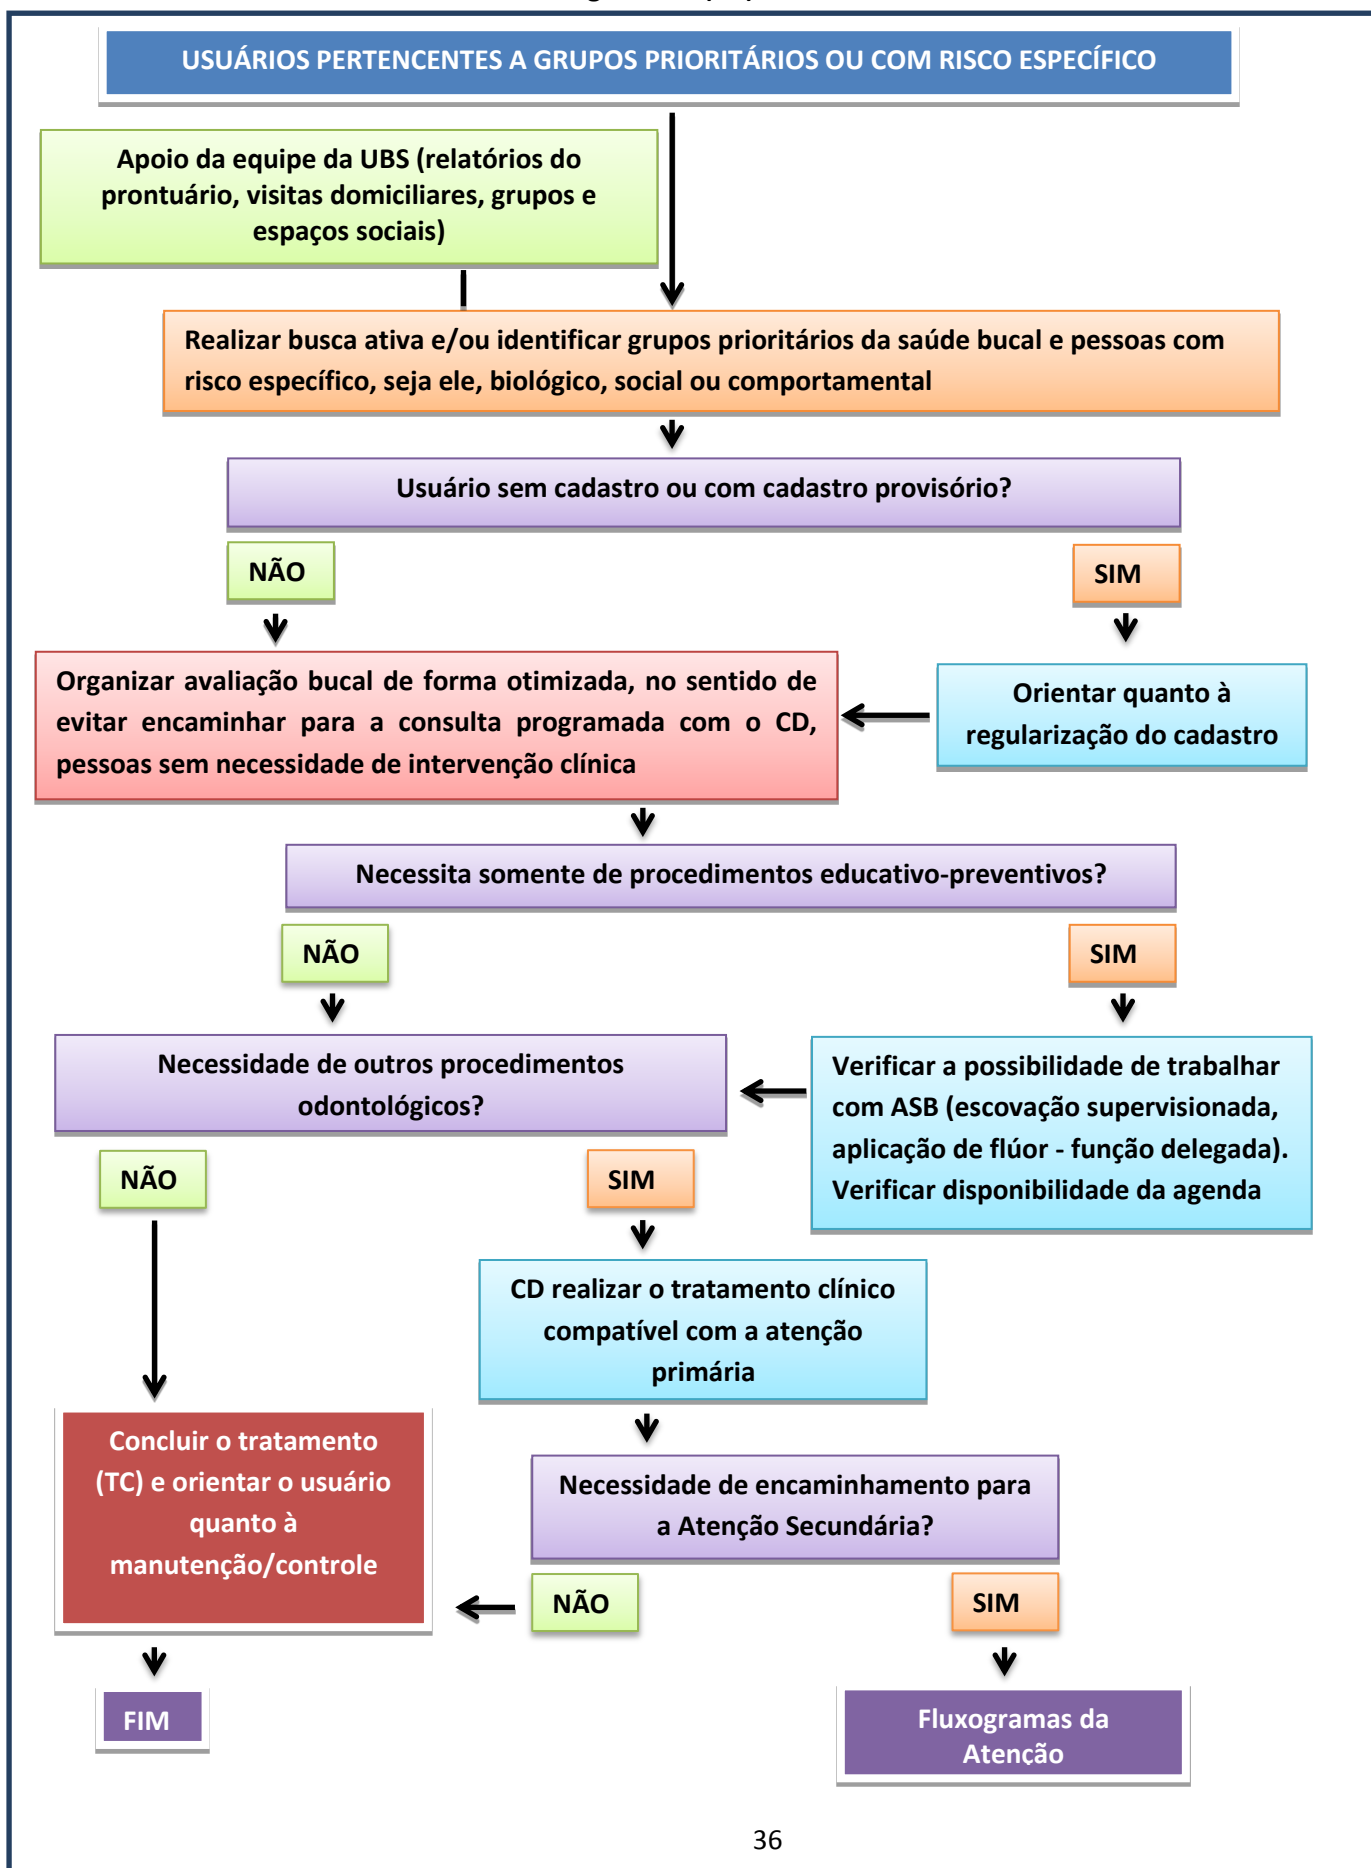 USUÁRIOS PERTENCENTES A GRUPOS PRIORITÁRIOS OU COM RISCO ESPECÍFICO
Apoio da equipe da UBS (relatórios do
prontuário, visitas domiciliares, grupos e
espaços sociais)
Realizar busca ativa e/ou identificar grupos prioritários da saúde bucal e pessoas com
risco específico, seja ele, biológico, social ou comportamental
Usuário sem cadastro ou com cadastro provisório?
NÃO
SIM
Organizar avaliação bucal de forma otimizada, no sentido de
evitar encaminhar para a consulta programada com o CD,
pessoas sem necessidade de intervenção clínica
Orientar quanto à
regularização do cadastro
Necessita somente de procedimentos educativo-preventivos?
NÃO
SIM
Necessidade de outros procedimentos
odontológicos?
Verificar a possibilidade de trabalhar
com ASB (escovação supervisionada,
aplicação de flúor - função delegada).
Verificar disponibilidade da agenda
NÃO
SIM
CD realizar o tratamento clínico
compatível com a atenção
primária
Concluir o tratamento
(TC) e orientar o usuário
quanto à
manutenção/controle
Necessidade de encaminhamento para
a Atenção Secundária?
NÃO
SIM
FIM
Fluxogramas da
Atenção
36